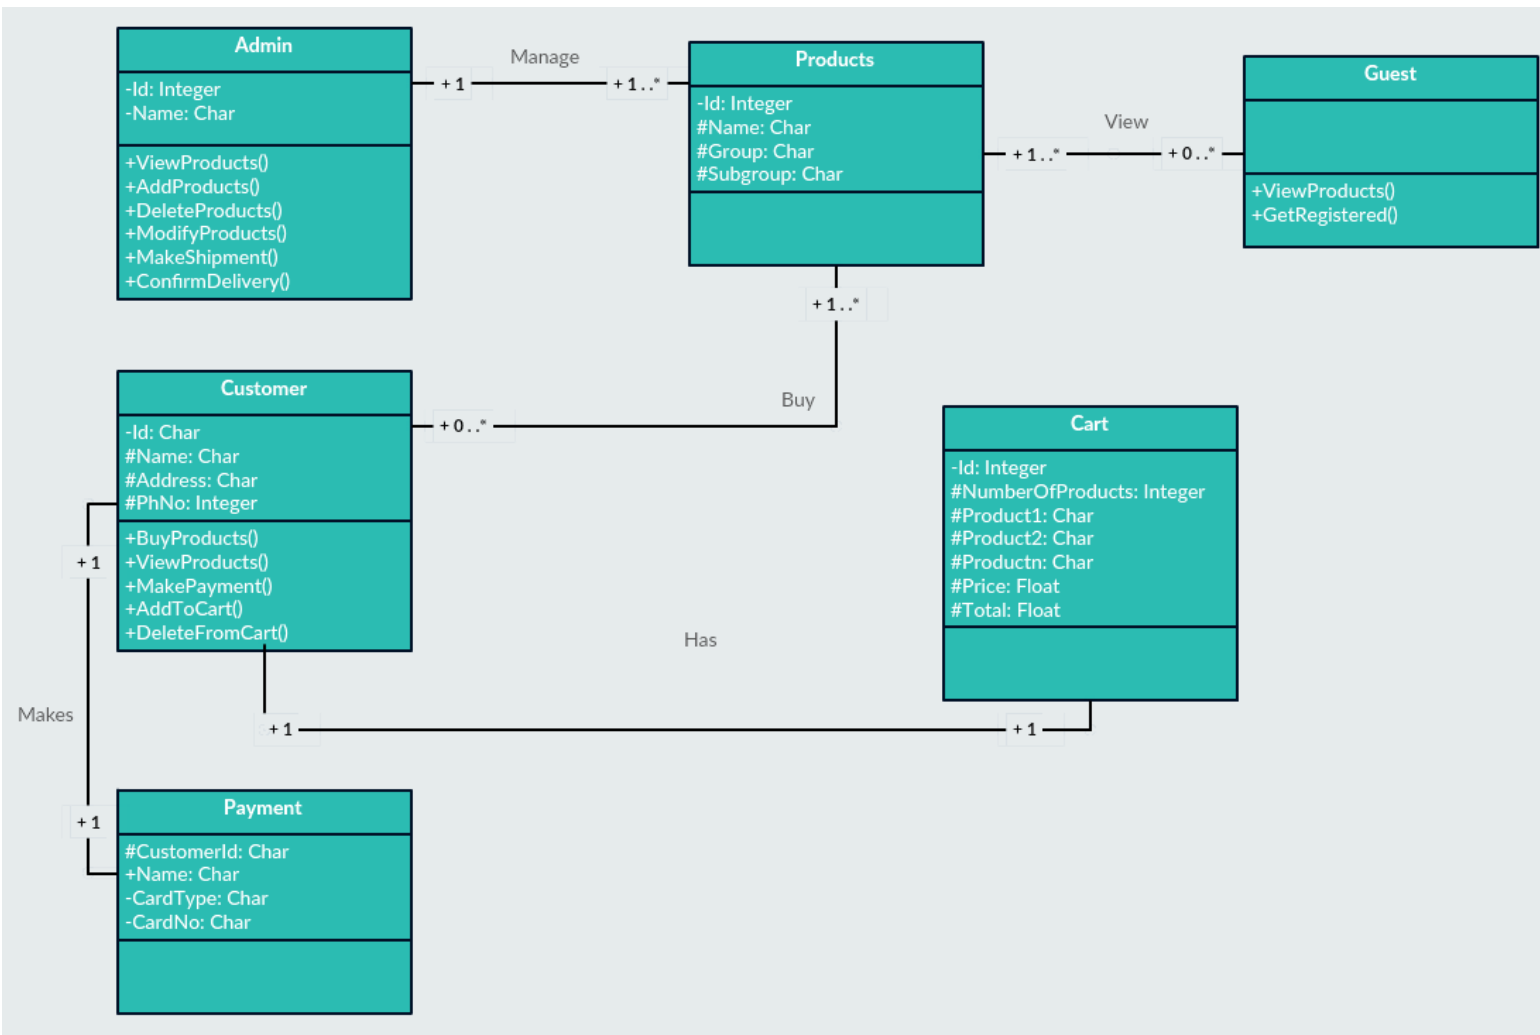 Admin
-Id: Integer
-Name: Char
+ViewProducts()
+AddProducts()
+DeleteProducts()
+ModifyProducts()
+MakeShipment()
+ConfirmDelivery()
Manage
+ 1
+ 1 . .*
Products
-Id: Integer
#Name: Char
#Group: Char
#Subgroup: Char
View
+ 1 . .*
+ 0 . .*
Guest
+ViewProducts()
+GetRegistered()
+ 1 . .*
Buy
+ 0 . .*
Customer
-Id: Char
#Name: Char
#Address: Char
#PhNo: Integer
+BuyProducts()
+ViewProducts()
+MakePayment()
+AddToCart()
+DeleteFromCart()
Cart
-Id: Integer
#NumberOfProducts: Integer
#Product1: Char
#Product2: Char
#Productn: Char
#Price: Float
#Total: Float
Has
+ 1
+ 1
+ 1
Makes
+ 1
Payment
#CustomerId: Char
+Name: Char
-CardType: Char
-CardNo: Char